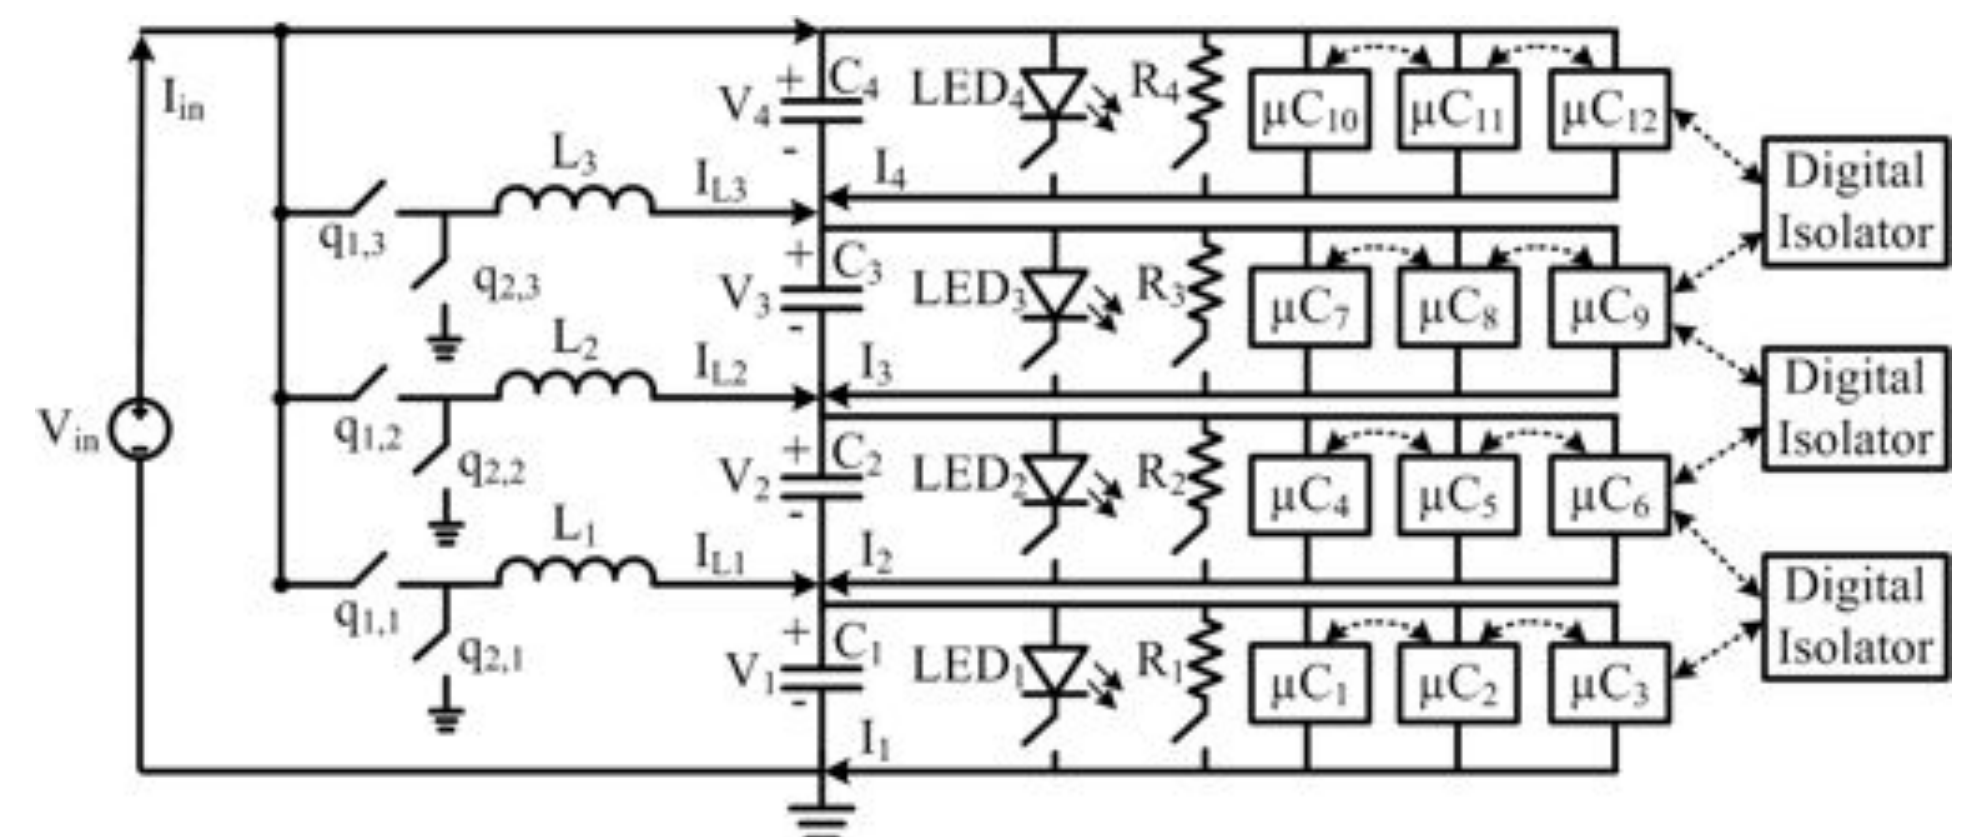 I_in
V_in
q_1,3
q_2,3
L_3
I_L3
q_1,2
q_2,2
L_2
I_L2
q_1,1
q_2,1
L_1
I_L1
+
V_4
C_4
-
I_4
LED_4
R_4
μC_10
μC_11
μC_12
+
V_3
C_3
-
I_3
LED_3
R_3
μC_7
μC_8
μC_9
+
V_2
C_2
-
I_2
LED_2
R_2
μC_4
μC_5
μC_6
+
V_1
C_1
-
I_1
LED_1
R_1
μC_1
μC_2
μC_3
Digital
Isolator
Digital
Isolator
Digital
Isolator